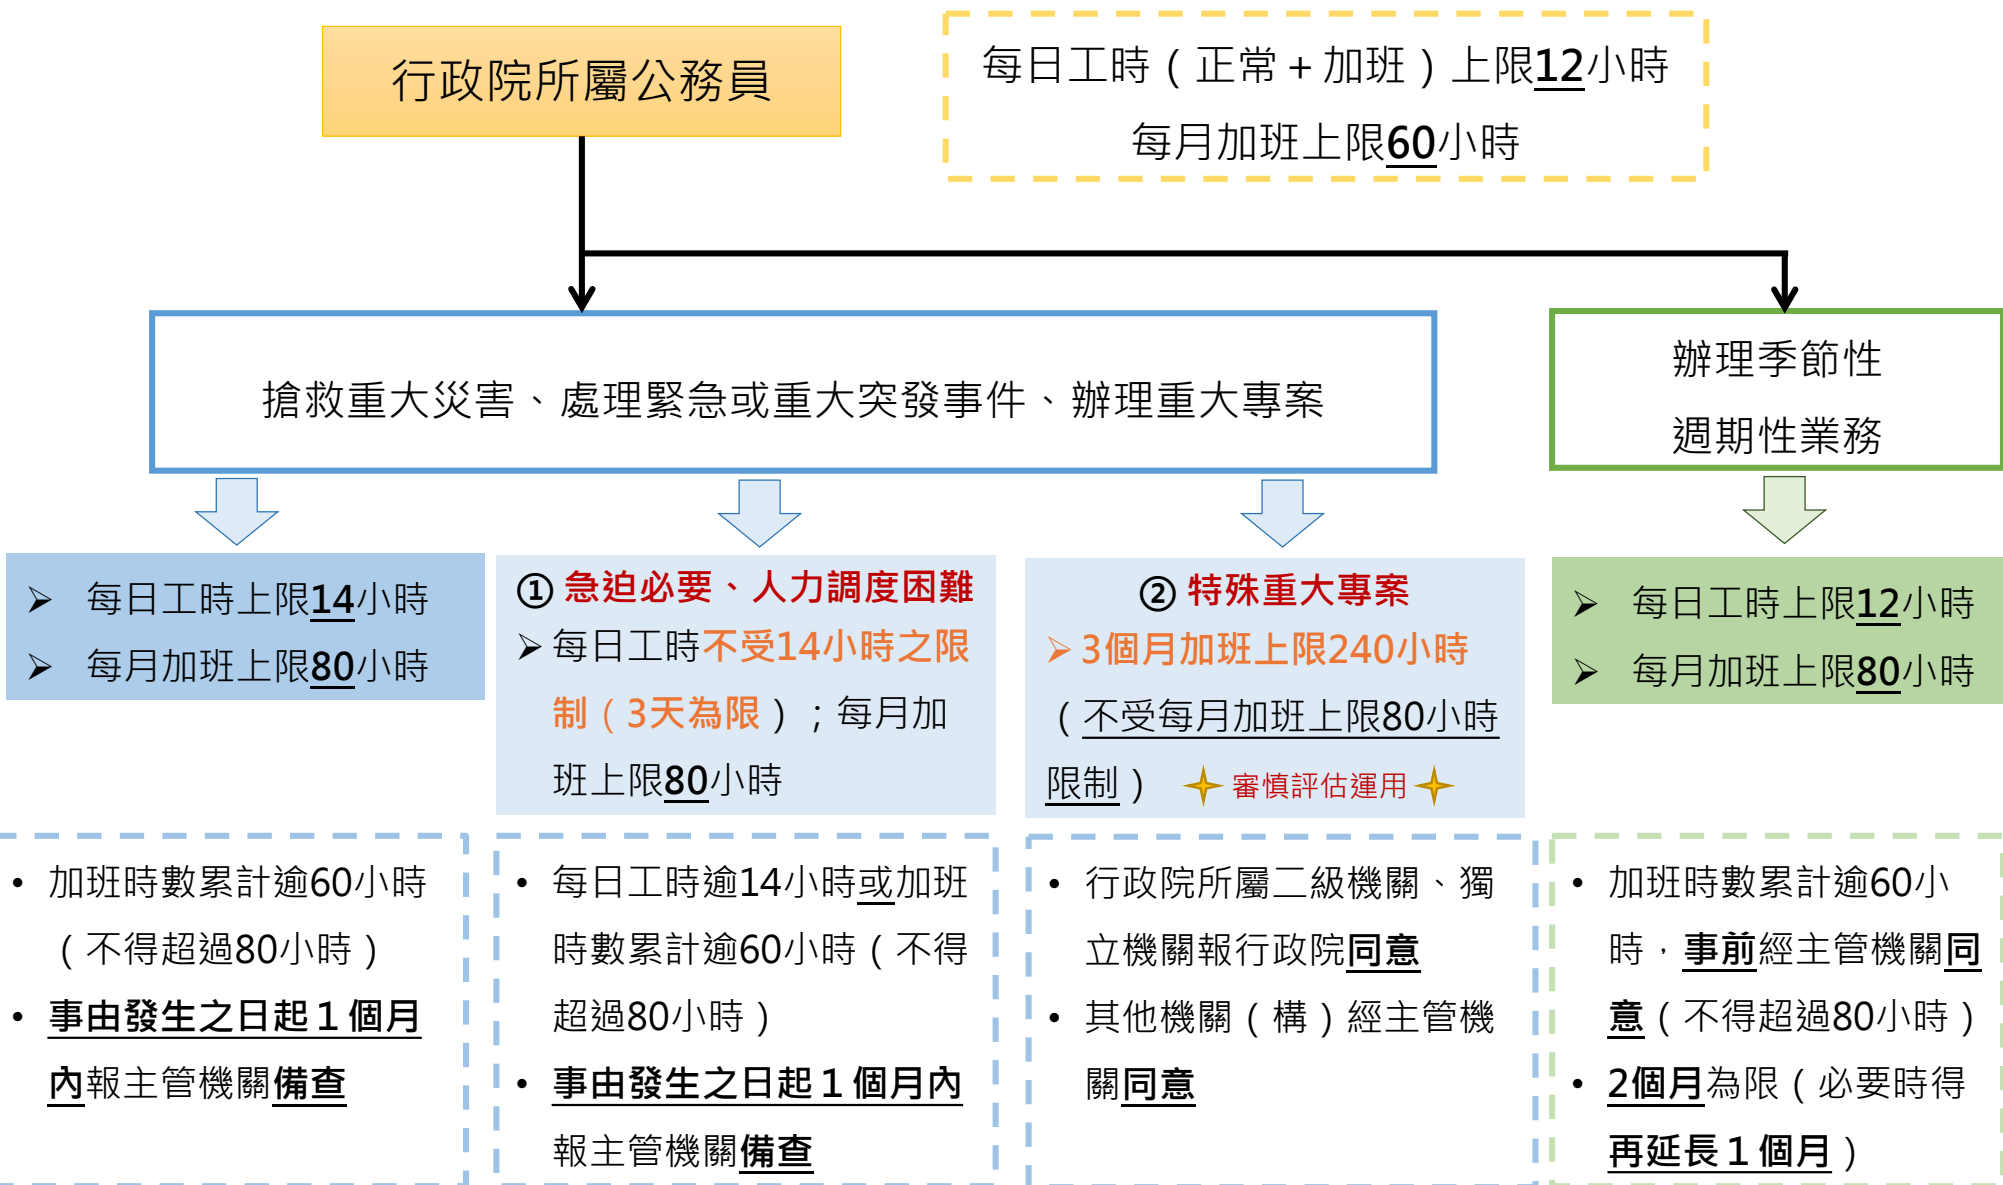 行政院所屬公務員
每日工時（正常+加班）上限12小時
每月加班上限60小時
搶救重大災害、處理緊急或重大突發事件、辦理重大專案
辦理季節性
週期性業務
➢ 每日工時上限14小時
➢ 每月加班上限80小時
① 急迫必要、人力調度困難
➢ 每日工時不受14小時之限
制（3天為限）；每月加
班上限80小時
② 特殊重大專案
➢ 3個月加班上限240小時
（不受每月加班上限80小時
限制） 審慎評估運用
➢ 每日工時上限12小時
➢ 每月加班上限80小時
• 加班時數累計逾60小時
（不得超過80小時）
• 事由發生之日起１個月
內報主管機關備查
• 每日工時逾14小時或加班
時數累計逾60小時（不得
超過80小時）
• 事由發生之日起１個月內
報主管機關備查
• 行政院所屬二級機關、獨
立機關報行政院同意
• 其他機關（構）經主管機
關同意
• 加班時數累計逾60小
時，事前經主管機關同
意（不得超過80小時）
• 2個月為限（必要時得
再延長１個月）